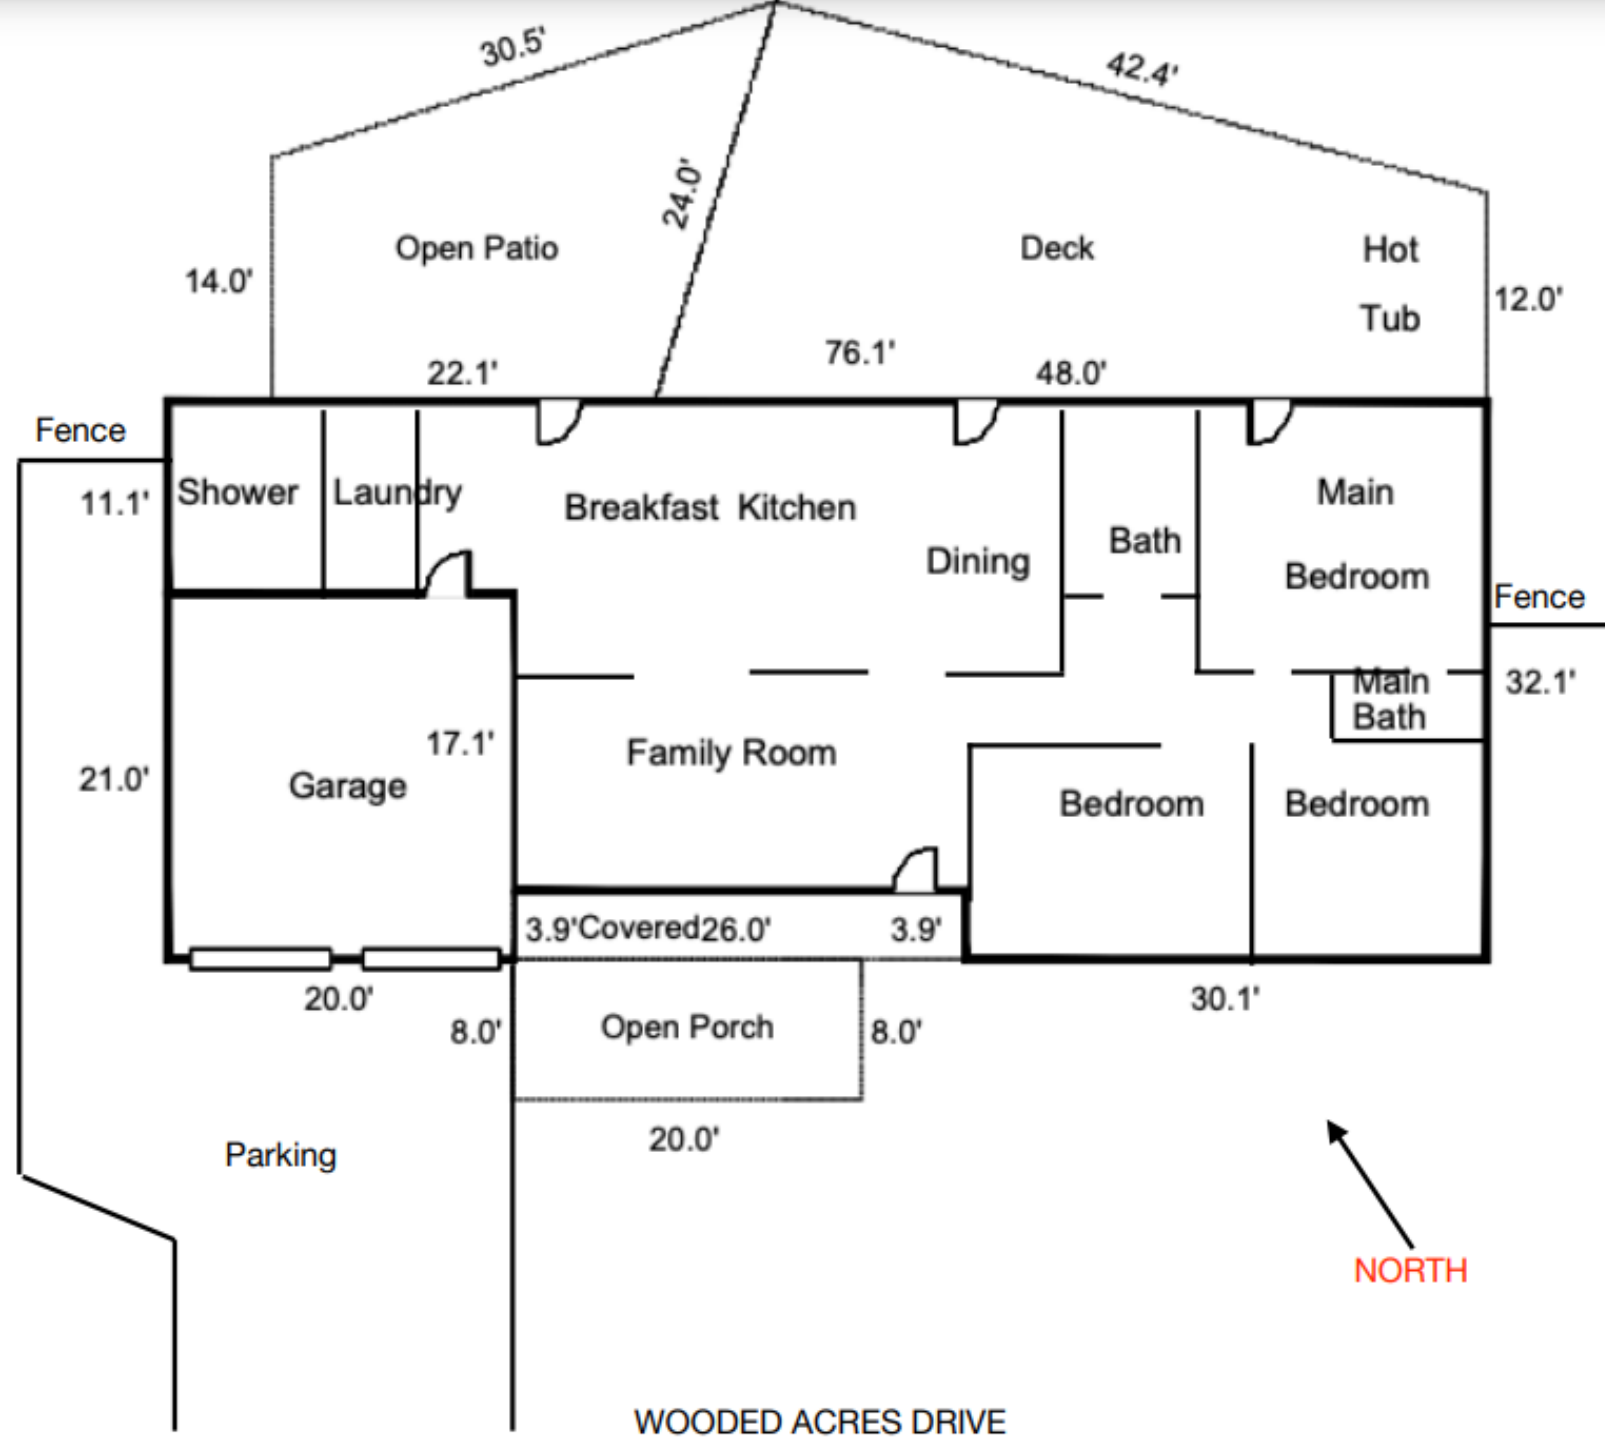 30.5'
42.4'
24.0'
Open Patio
Deck
Hot
Tub
14.0'
12.0'
22.1'
76.1'
48.0'
Fence
11.1'
Shower
Laundry
Breakfast Kitchen
Dining
Bath
Main
Bedroom
Fence
Main
Bath
32.1'
21.0'
17.1'
Garage
Family Room
Bedroom
Bedroom
3.9'Covered26.0'
3.9'
20.0'
30.1'
8.0'
Open Porch
8.0'
20.0'
Parking
NORTH
WOODED ACRES DRIVE